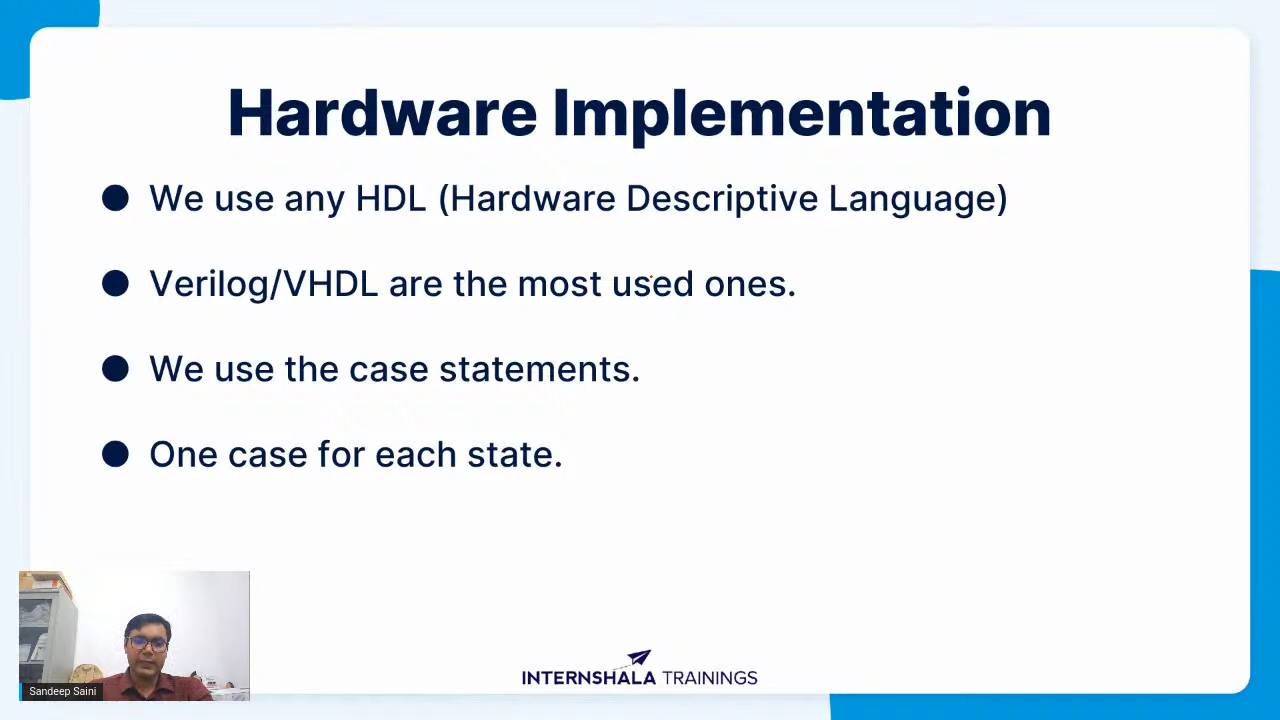 Hardware Implementation
● We use any HDL (Hardware Descriptive Language)
● Verilog/VHDL are the most used ones.
● We use the case statements.
● One case for each state.
Sandeep Saini
INTERNSHALA TRAININGS